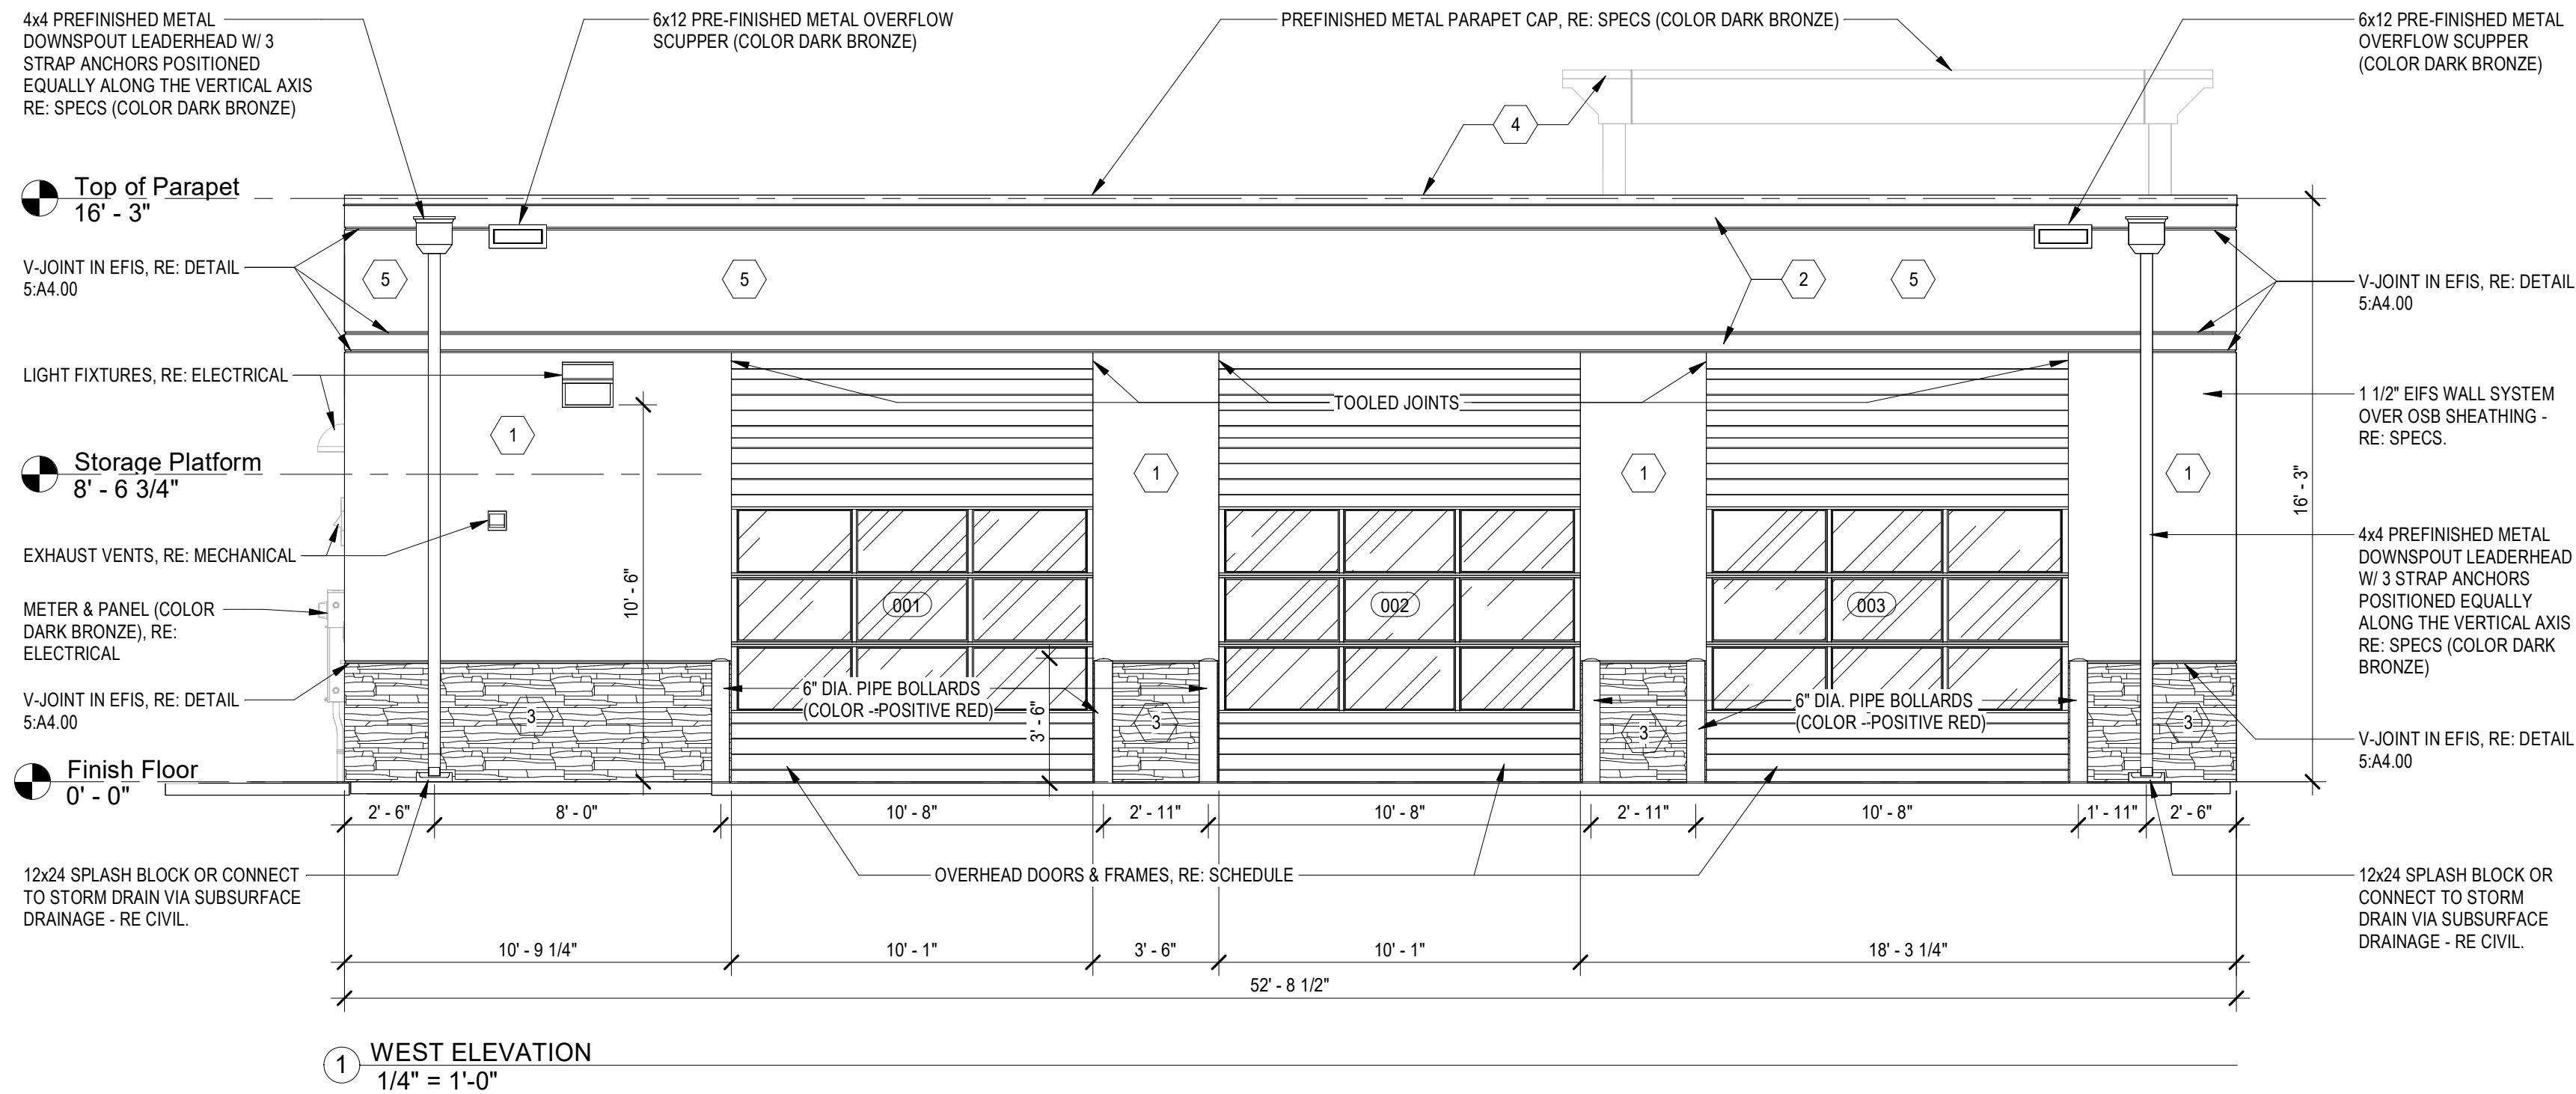 4x4 PREFINISHED METAL
DOWNSPOUT LEADERHEAD W/ 3
STRAP ANCHORS POSITIONED
EQUALLY ALONG THE VERTICAL AXIS
RE: SPECS (COLOR DARK BRONZE)
6x12 PRE-FINISHED METAL OVERFLOW
SCUPPER (COLOR DARK BRONZE)
PREFINISHED METAL PARAPET CAP, RE: SPECS (COLOR DARK BRONZE)
6x12 PRE-FINISHED METAL
OVERFLOW SCUPPER
(COLOR DARK BRONZE)
4
Top of Parapet
16' - 3"
V-JOINT IN EFIS, RE: DETAIL
5:A4.00
5
5
2
5
V-JOINT IN EFIS, RE: DETAIL
5:A4.00
LIGHT FIXTURES, RE: ELECTRICAL
TOOLED JOINTS
1 1/2" EIFS WALL SYSTEM
OVER OSB SHEATHING -
RE: SPECS.
1
Storage Platform
8' - 6 3/4"
1
1
1
16' - 3"
EXHAUST VENTS, RE: MECHANICAL
10' - 6"
4x4 PREFINISHED METAL
DOWNSPOUT LEADERHEAD
W/ 3 STRAP ANCHORS
POSITIONED EQUALLY
ALONG THE VERTICAL AXIS
RE: SPECS (COLOR DARK
BRONZE)
METER & PANEL (COLOR
DARK BRONZE), RE:
ELECTRICAL
001
002
003
V-JOINT IN EFIS, RE: DETAIL
5:A4.00
6" DIA. PIPE BOLLARDS
(COLOR - POSITIVE RED)
3' - 6"
6" DIA. PIPE BOLLARDS
(COLOR - POSITIVE RED)
3
3
3
3
V-JOINT IN EFIS, RE: DETAIL
5:A4.00
Finish Floor
0' - 0"
2' - 6"
8' - 0"
10' - 8"
2' - 11"
10' - 8"
2' - 11"
10' - 8"
1' - 11"
2' - 6"
12x24 SPLASH BLOCK OR CONNECT
TO STORM DRAIN VIA SUBSURFACE
DRAINAGE - RE CIVIL.
OVERHEAD DOORS & FRAMES, RE: SCHEDULE
12x24 SPLASH BLOCK OR
CONNECT TO STORM
DRAIN VIA SUBSURFACE
DRAINAGE - RE CIVIL.
10' - 9 1/4"
10' - 1"
3' - 6"
10' - 1"
18' - 3 1/4"
52' - 8 1/2"
1
WEST ELEVATION
1/4" = 1'-0"